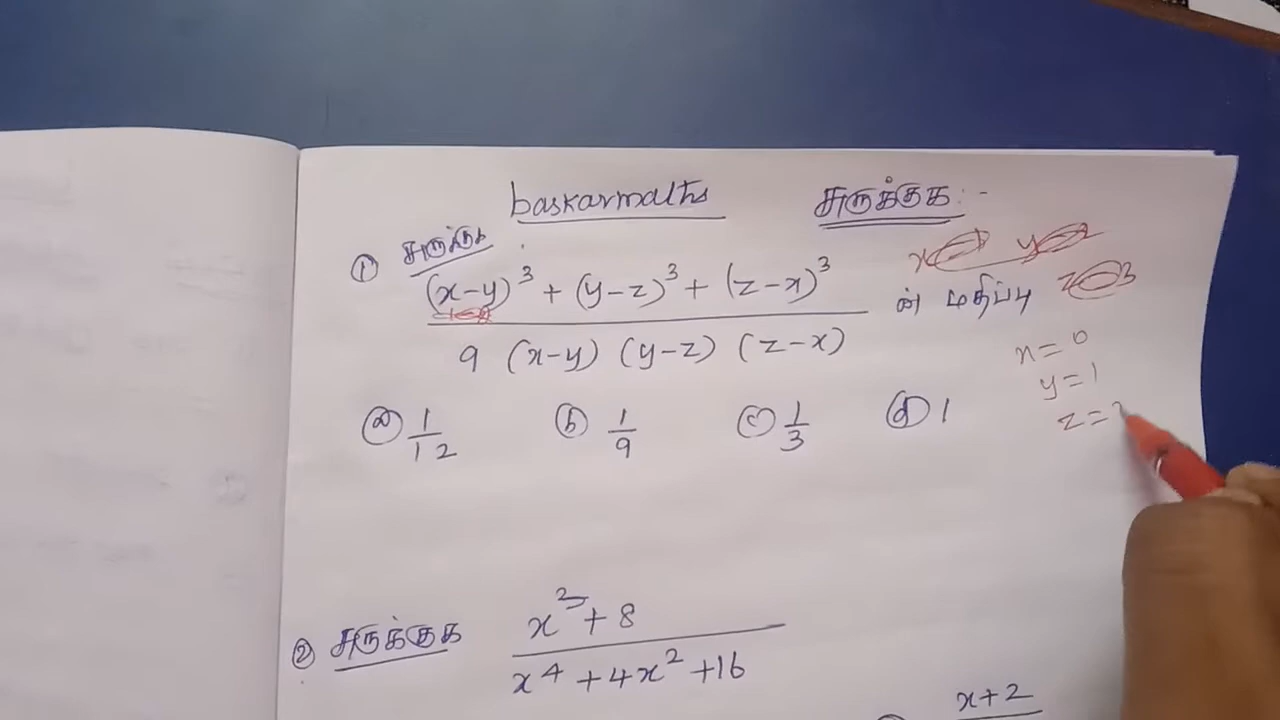 baskarmaths சுருக்குக :-
① சுருக்கு
(x-y)³ + (y-z)³ + (z-x)³
9 (x-y) (y-z) (z-x)
ன் மதிப்பு
x=0
y=1
z=
ⓐ 1/12 ⓑ 1/9 ⓒ 1/3 ⓓ 1
② சுருக்குக
x³+8
x⁴+4x²+16
x+2